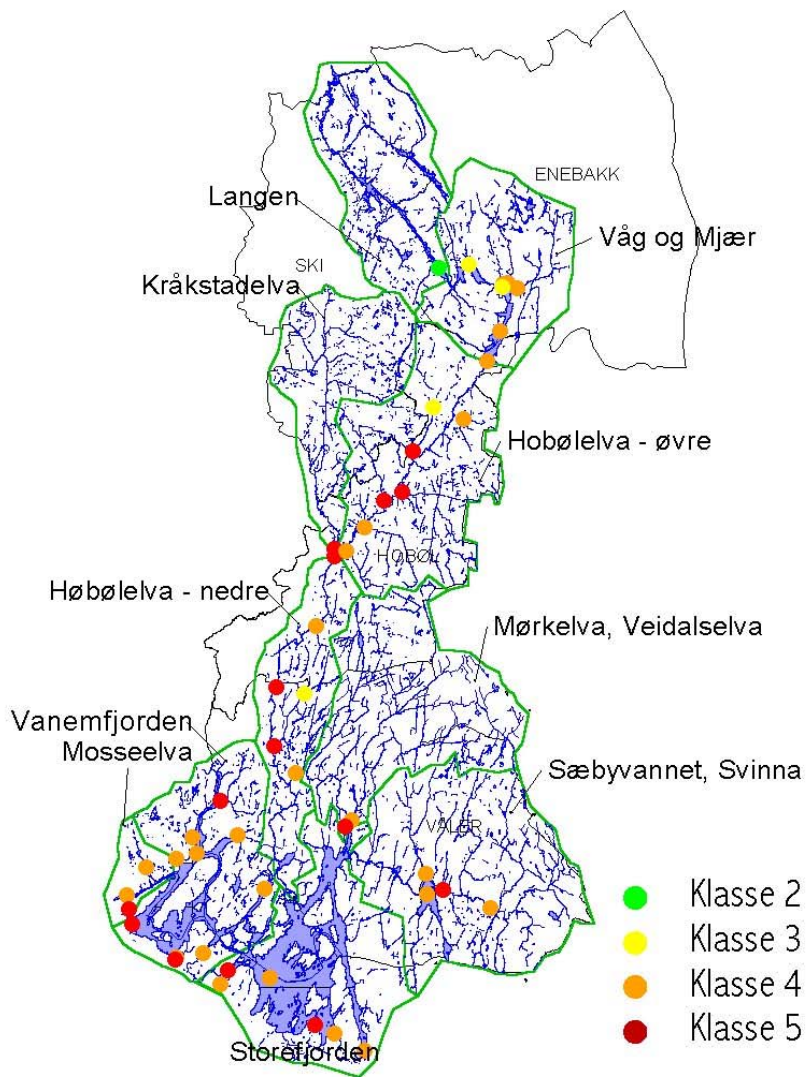 ENEBAKK
Langen
Våg og Mjær
SKI
Kråkstadelva
Hobølelva - øvre
HOBØL
Høbølelva - nedre
Mørkelva, Veidalselva
Vanemfjorden
Mosseelva
Sæbyvannet, Svinna
VÅLER
Klasse 2
Klasse 3
Klasse 4
Klasse 5
Storefjorden